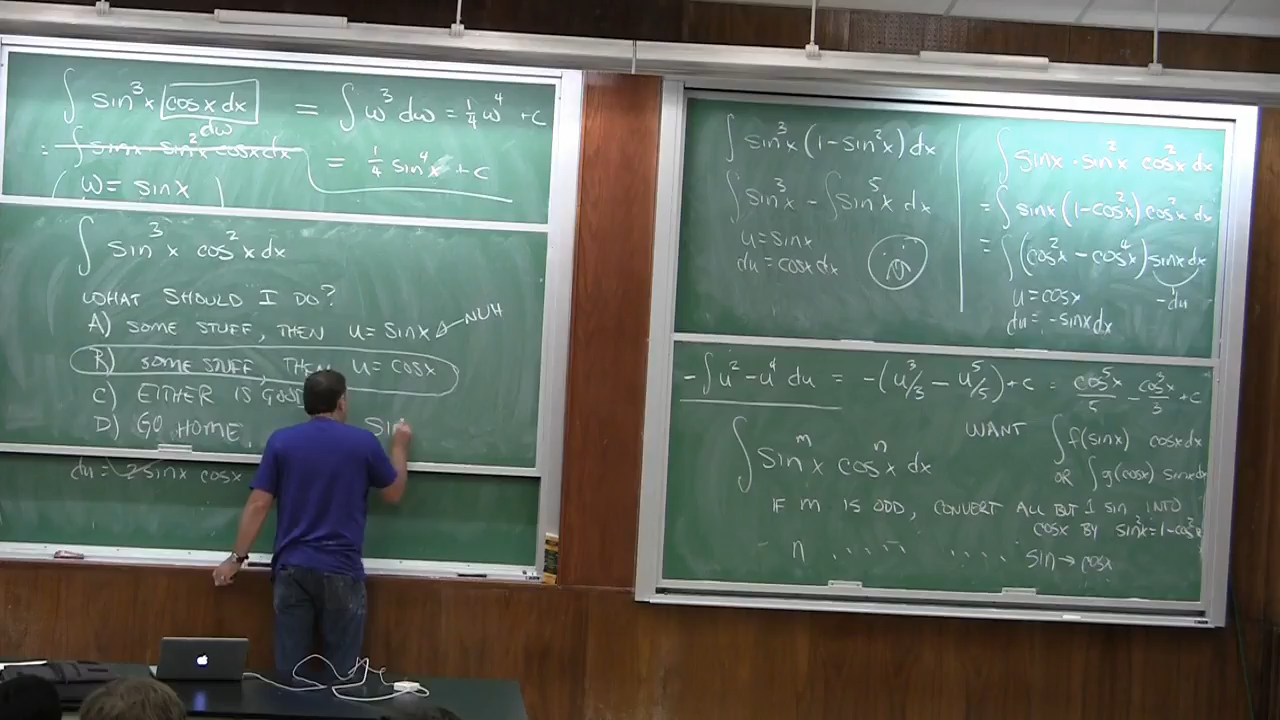 ∫ sin³x cosx dx = ∫ w³ dw = 1/4 w⁴ + c
dw
= ∫ sinx sin²x cosx dx = 1/4 sin⁴x + c
( w = sinx )
∫ sin³x cos²x dx
WHAT SHOULD I DO?
A) SOME STUFF, THEN u = sinx NUH
B) SOME STUFF, THEN u = cosx
C) EITHER IS GOOD
D) GO HOME. sin
du = 2sinx cosx
∫ sin³x (1-sin²x) dx
∫ sin³x - ∫ sin⁵x dx
u = sinx
du = cosx dx
∫ sinx · sin²x cos²x dx
= ∫ sinx (1-cos²x) cos²x dx
= ∫ (cos²x - cos⁴x) sinx dx
-du
u = cosx
du = -sinx dx
-∫ u² - u⁴ du = -(u³/3 - u⁵/5) + c = cos⁵x/5 - cos³x/3 + c
∫ sin^m x cos^n x dx
WANT ∫ f(sinx) cosx dx
OR ∫ g(cosx) sinx dx
IF m IS ODD, CONVERT ALL BUT 1 sin INTO
cosx BY sin²x = 1-cos²x
- n ..... .... sin → cosx